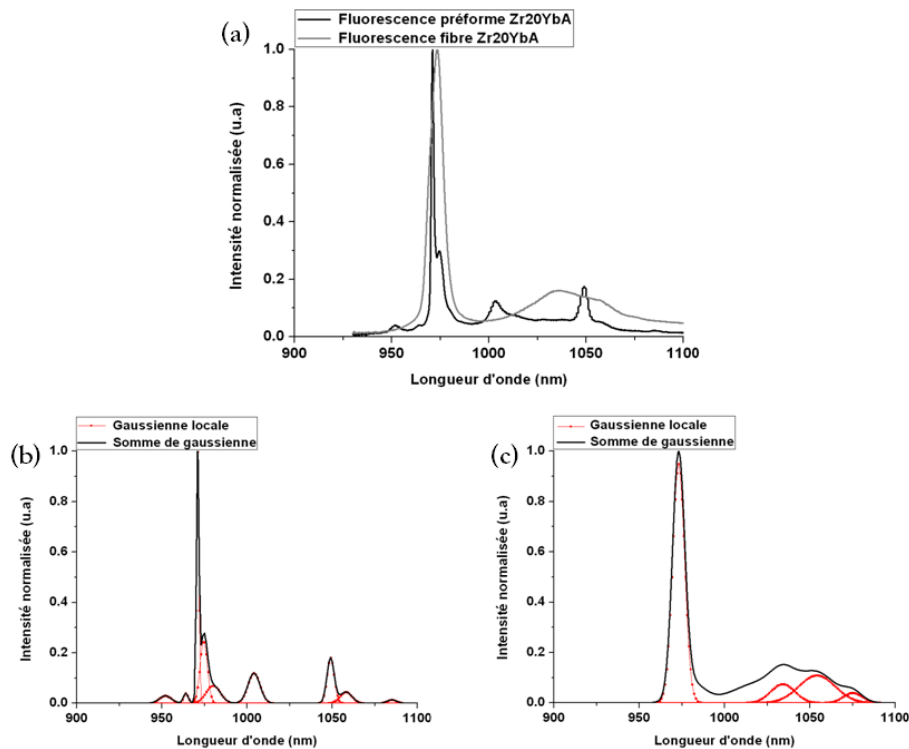 (a)
Fluorescence préforme Zr20YbA
Fluorescence fibre Zr20YbA
Intensité normalisée (u.a)
1.0
0.8
0.6
0.4
0.2
0.0
900 950 1000 1050 1100
Longueur d'onde (nm)
(b)
Gaussienne locale
Somme de gaussienne
Intensité normalisée (u.a)
1.0
0.8
0.6
0.4
0.2
0.0
900 950 1000 1050 1100
Longueur d'onde (nm)
(c)
Gaussienne locale
Somme de gaussienne
Intensité normalisée (u.a)
1.0
0.8
0.6
0.4
0.2
0.0
900 950 1000 1050 1100
Longueur d'onde (nm)